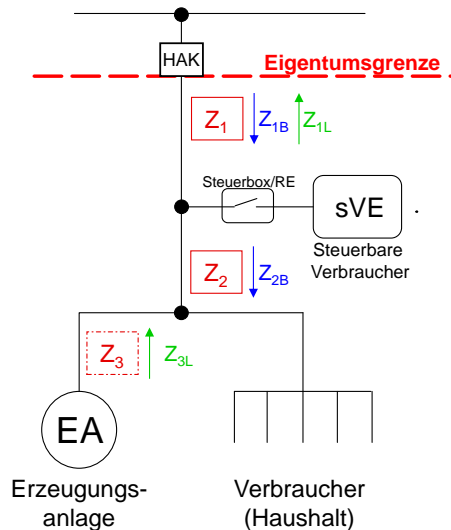 HAK
Eigentumsgrenze
Z1 Z1B Z1L
Steuerbox/RE
sVE
Steuerbare
Verbraucher
Z2 Z2B
Z3 Z3L
EA
Erzeugungs-
anlage
Verbraucher
(Haushalt)